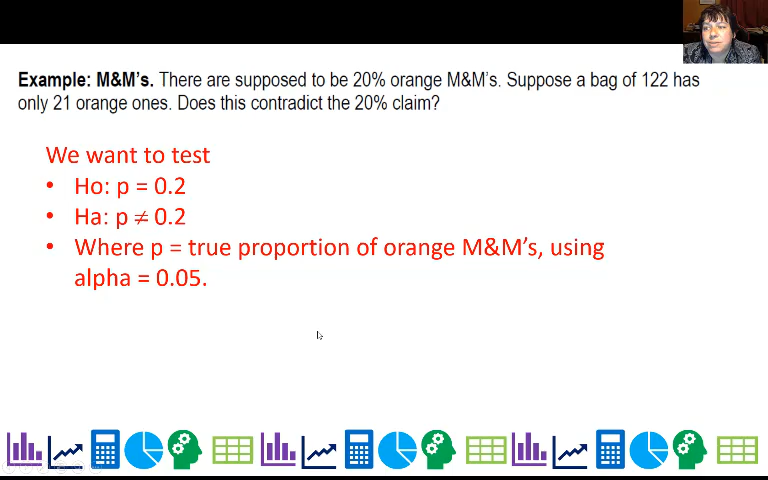 Example: M&M's. There are supposed to be 20% orange M&M's. Suppose a bag of 122 has
only 21 orange ones. Does this contradict the 20% claim?
We want to test
• Ho: p = 0.2
• Ha: p ≠ 0.2
• Where p = true proportion of orange M&M's, using
alpha = 0.05.